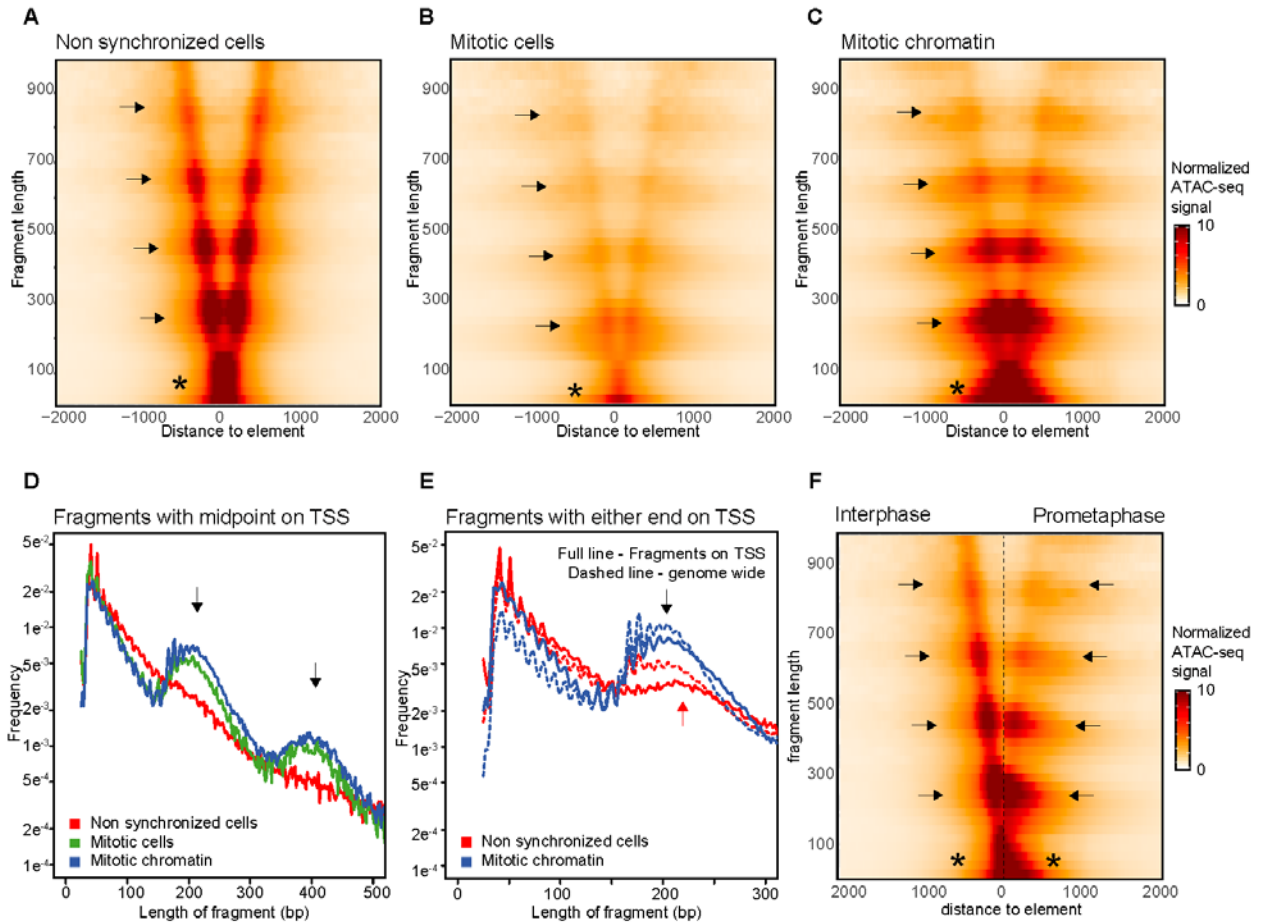 A
Non synchronized cells
Fragment length
900
700
500
300
100
*
−2000 −1000 0 1000 2000
Distance to element
B
Mitotic cells
Fragment length
900
700
500
300
100
*
−2000 −1000 0 1000 2000
Distance to element
C
Mitotic chromatin
Fragment length
900
700
500
300
100
*
−2000 −1000 0 1000 2000
Distance to element
Normalized
ATAC-seq
signal
10
0
D
Fragments with midpoint on TSS
Frequency
5e-2
2e-2
1e-2
5e-3
2e-3
1e-3
5e-4
2e-4
1e-4
Non synchronized cells
Mitotic cells
Mitotic chromatin
0 100 200 300 400 500
Length of fragment (bp)
E
Fragments with either end on TSS
Full line - Fragments on TSS
Dashed line - genome wide
Frequency
5e-2
2e-2
1e-2
5e-3
2e-3
1e-3
5e-4
2e-4
1e-4
Non synchronized cells
Mitotic chromatin
0 100 200 300
Length of fragment (bp)
F
Interphase Prometaphase
fragment length
900
700
500
300
100
* *
2000 1000 0 1000 2000
distance to element
Normalized
ATAC-seq
signal
10
0